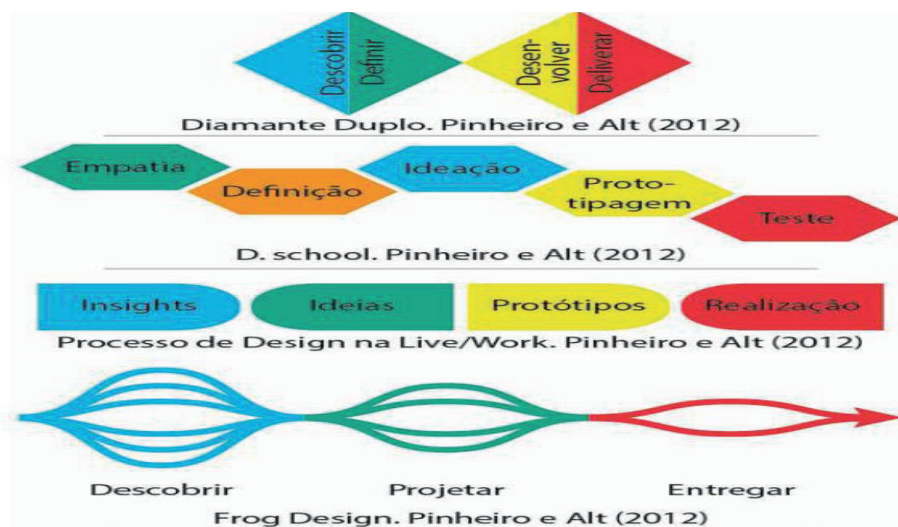 Descobrir
Definir
Desen-
volver
Deliverar
Diamante Duplo. Pinheiro e Alt (2012)
Empatia
Definição
Ideação
Proto-
tipagem
Teste
D. school. Pinheiro e Alt (2012)
Insights
Ideias
Protótipos
Realização
Processo de Design na Live/Work. Pinheiro e Alt (2012)
Descobrir
Projetar
Entregar
Frog Design. Pinheiro e Alt (2012)